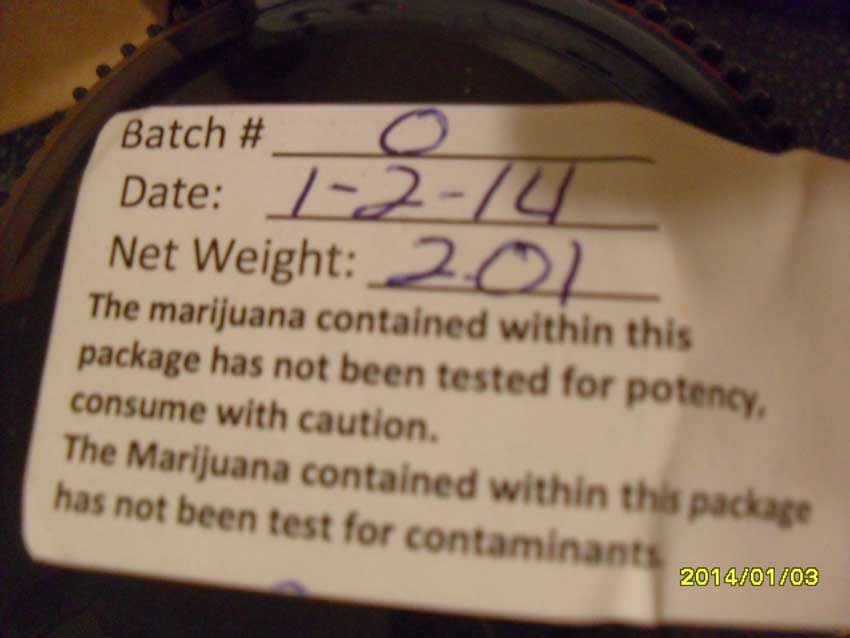 Batch # 0
Date: 1-2-14
Net Weight: 2.01
The marijuana contained within this
package has not been tested for potency,
consume with caution.
The Marijuana contained within this package
has not been test for contaminants.
2014/01/03